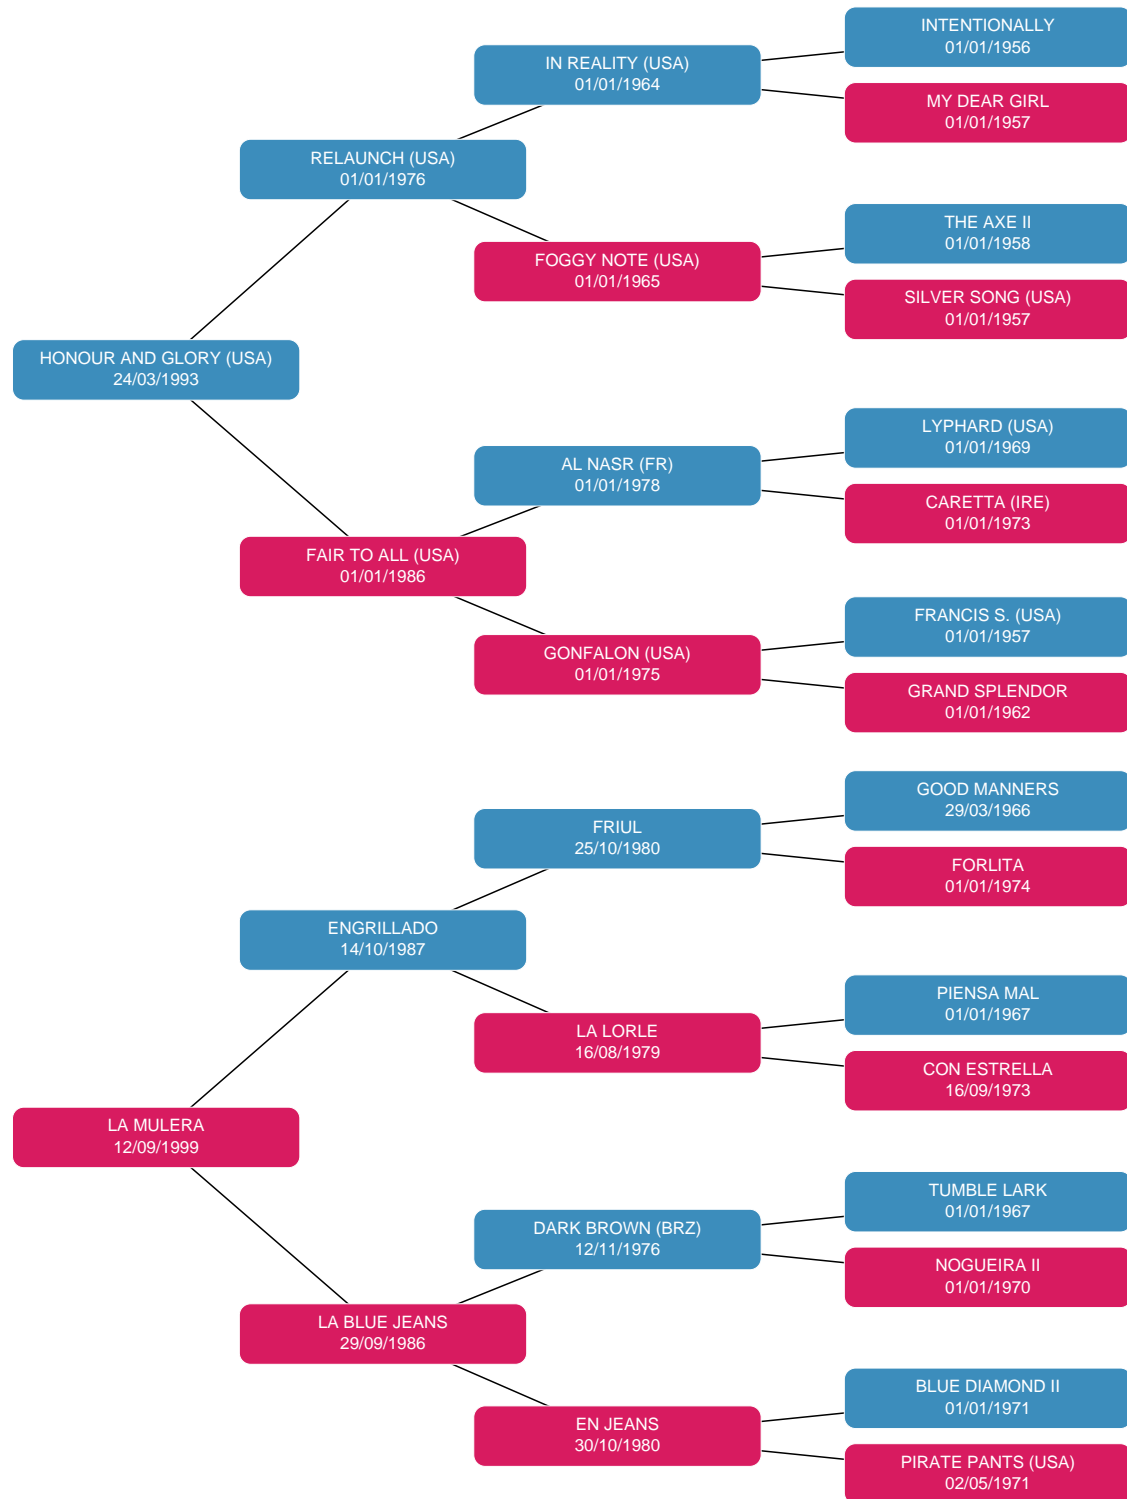 INTENTIONALLY
01/01/1956
IN REALITY (USA)
01/01/1964
MY DEAR GIRL
01/01/1957
RELAUNCH (USA)
01/01/1976
THE AXE II
01/01/1958
FOGGY NOTE (USA)
01/01/1965
SILVER SONG (USA)
01/01/1957
HONOUR AND GLORY (USA)
24/03/1993
LYPHARD (USA)
01/01/1969
AL NASR (FR)
01/01/1978
CARETTA (IRE)
01/01/1973
FAIR TO ALL (USA)
01/01/1986
FRANCIS S. (USA)
01/01/1957
GONFALON (USA)
01/01/1975
GRAND SPLENDOR
01/01/1962
GOOD MANNERS
29/03/1966
FRIUL
25/10/1980
FORLITA
01/01/1974
ENGRILLADO
14/10/1987
PIENSA MAL
01/01/1967
LA LORLE
16/08/1979
CON ESTRELLA
16/09/1973
LA MULERA
12/09/1999
TUMBLE LARK
01/01/1967
DARK BROWN (BRZ)
12/11/1976
NOGUEIRA II
01/01/1970
LA BLUE JEANS
29/09/1986
BLUE DIAMOND II
01/01/1971
EN JEANS
30/10/1980
PIRATE PANTS (USA)
02/05/1971